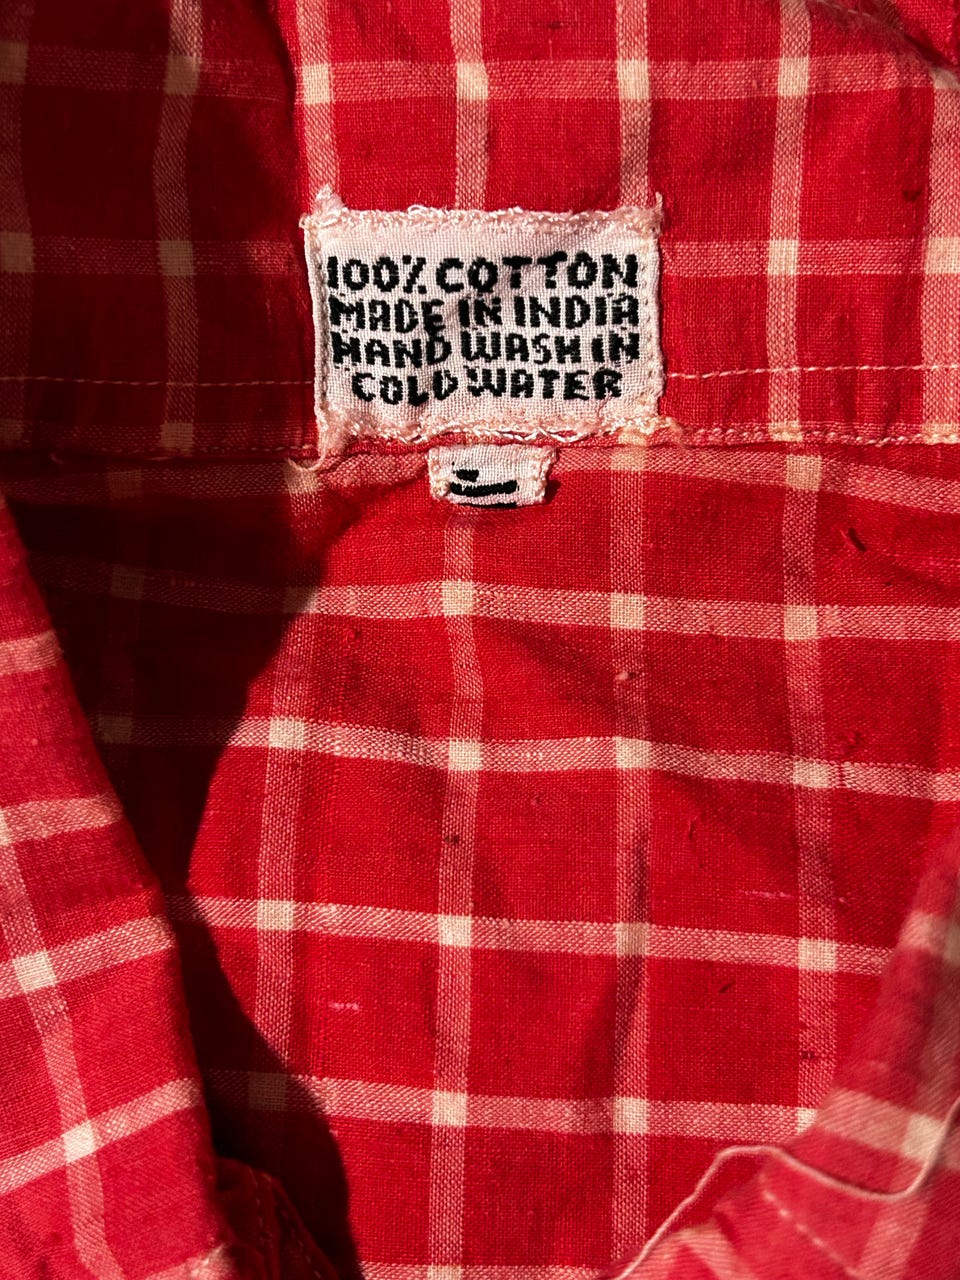 100% COTTON
MADE IN INDIA
HAND WASH IN
COLD WATER